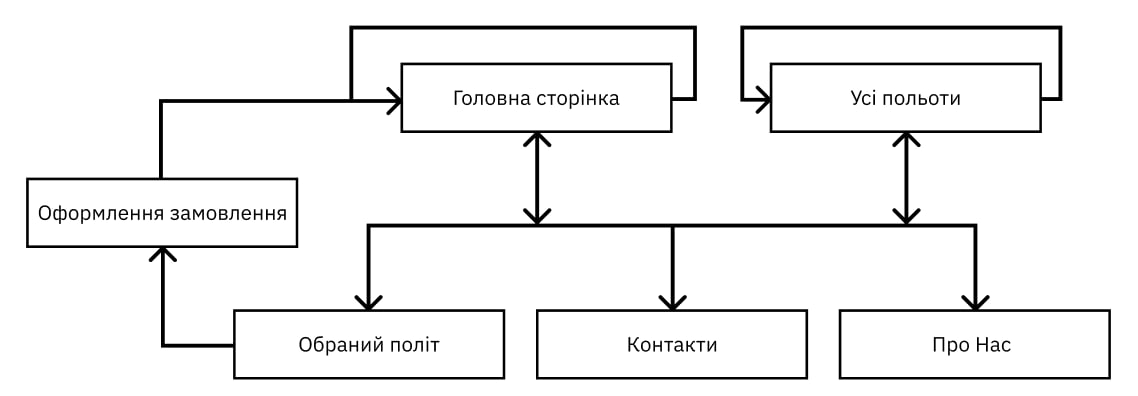 Головна сторінка
Усі польоти
Оформлення замовлення
Обраний політ
Контакти
Про Нас